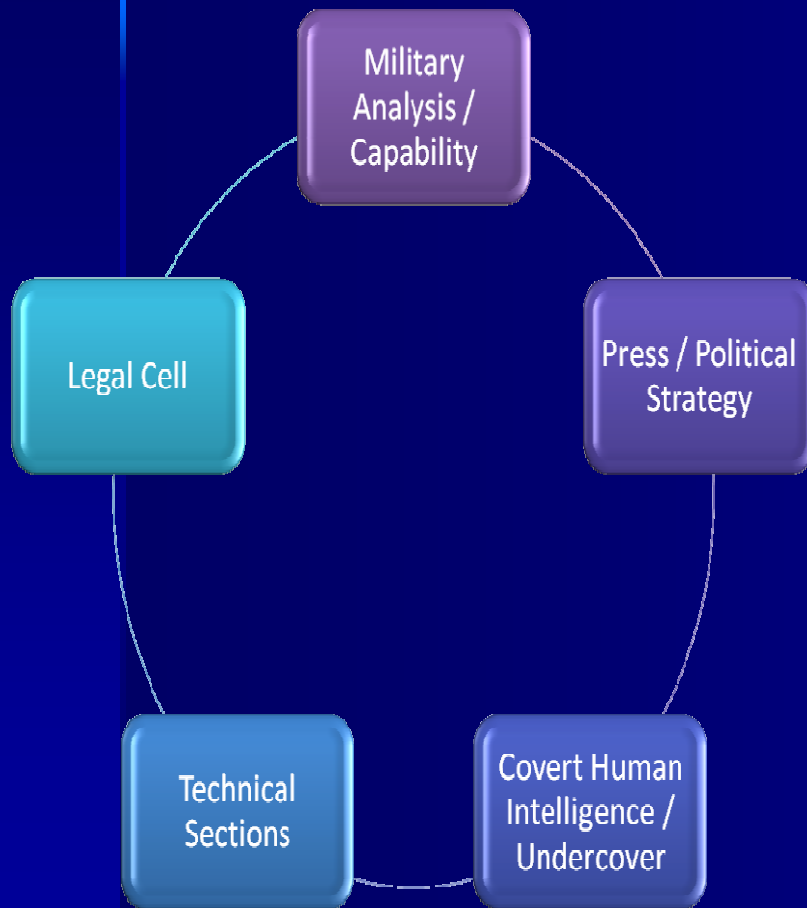 Military
Analysis /
Capability
Legal Cell
Press / Political
Strategy
Technical
Sections
Covert Human
Intelligence /
Undercover